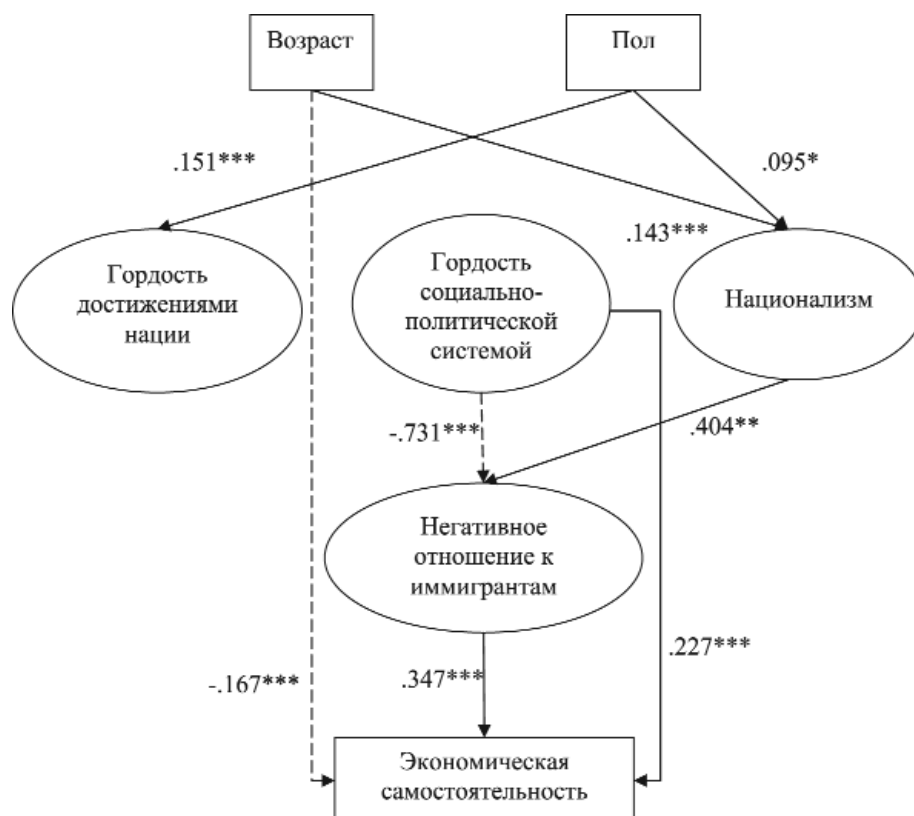 Возраст
Пол
.151***
.095*
.143***
Гордость
достижениями
нации
Гордость
социально-
политической
системой
Национализм
-.731***
.404**
Негативное
отношение к
иммигрантам
-.167***
.347***
.227***
Экономическая
самостоятельность